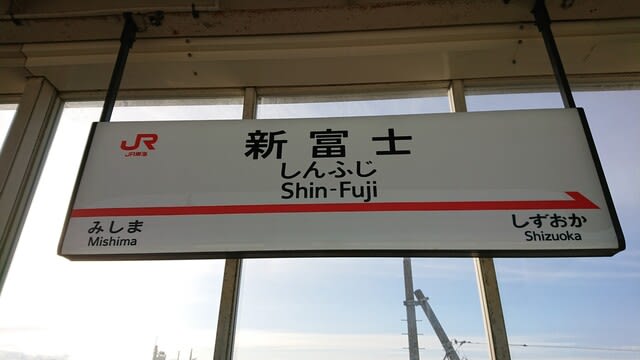 JR
JR東海
新富士
しんふじ
Shin-Fuji
みしま
Mishima
しずおか
Shizuoka